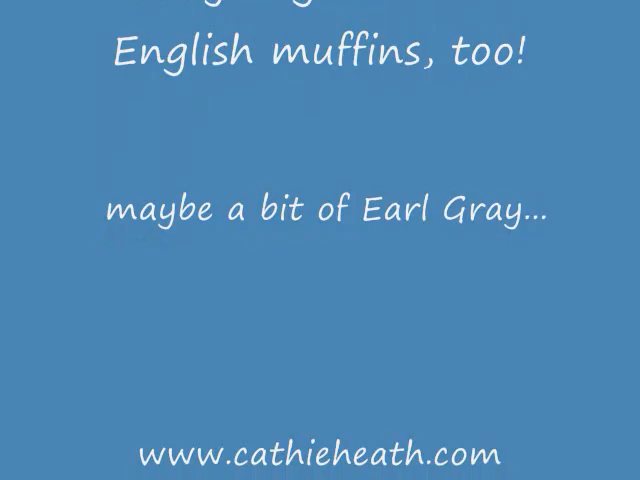 English muffins, too!
maybe a bit of Earl Gray...
www.cathieheath.com